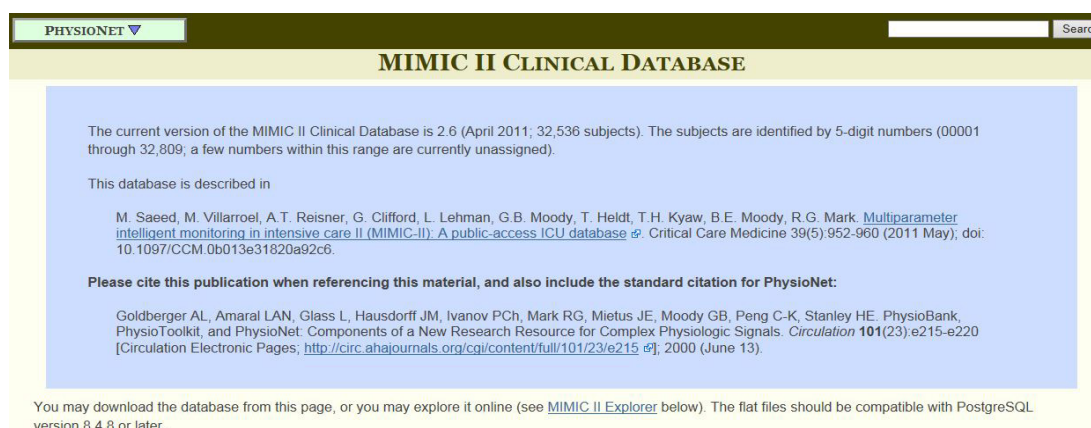 PHYSIONET
Searc
MIMIC II CLINICAL DATABASE
The current version of the MIMIC II Clinical Database is 2.6 (April 2011; 32,536 subjects). The subjects are identified by 5-digit numbers (00001
through 32,809; a few numbers within this range are currently unassigned).
This database is described in
M. Saeed, M. Villarroel, A.T. Reisner, G. Clifford, L. Lehman, G.B. Moody, T. Heldt, T.H. Kyaw, B.E. Moody, R.G. Mark. Multiparameter
intelligent monitoring in intensive care II (MIMIC-II): A public-access ICU database. Critical Care Medicine 39(5):952-960 (2011 May); doi:
10.1097/CCM.0b013e31820a92c6.
Please cite this publication when referencing this material, and also include the standard citation for PhysioNet:
Goldberger AL, Amaral LAN, Glass L, Hausdorff JM, Ivanov PCh, Mark RG, Mietus JE, Moody GB, Peng C-K, Stanley HE. PhysioBank,
PhysioToolkit, and PhysioNet: Components of a New Research Resource for Complex Physiologic Signals. Circulation 101(23):e215-e220
[Circulation Electronic Pages; http://circ.ahajournals.org/cgi/content/full/101/23/e215]; 2000 (June 13).
You may download the database from this page, or you may explore it online (see MIMIC II Explorer below). The flat files should be compatible with PostgreSQL
version 8.4.8 or later.